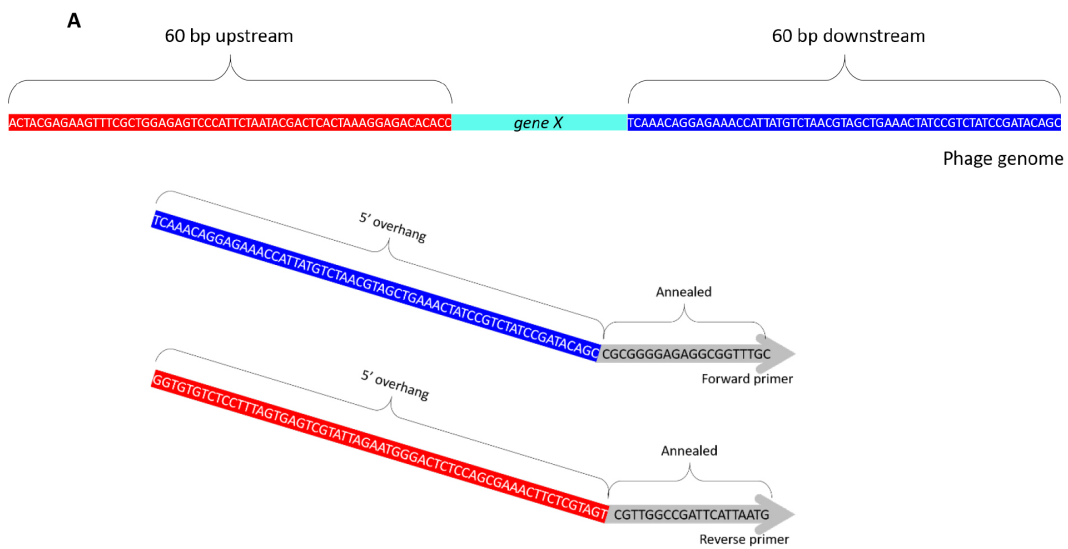 A
60 bp upstream
60 bp downstream
ACTACGAGAAGTTTCGCTGGAGAGTCCCATTCTAATACGACTCACTAAAGGAGACACACC
gene X
TCAAACAGGAGAAACCATTATGTCTAACGTAGCTGAAACTATCCGTCTATCCGATACAGC
Phage genome
5’ overhang
TCAAACAGGAGAAACCATTATGTCTAACGTAGCTGAAACTATCCGTCTATCCGATACAGC
Annealed
CGCGGGGAGAGGCGGTTTGC
Forward primer
5’ overhang
GGTGTGTCTCCTTTAGTGAGTCGTATTAGAATGGGACTCTCCAGCGAAACTTCTCGTAGT
Annealed
CGTTGGCCGATTCATTAATG
Reverse primer